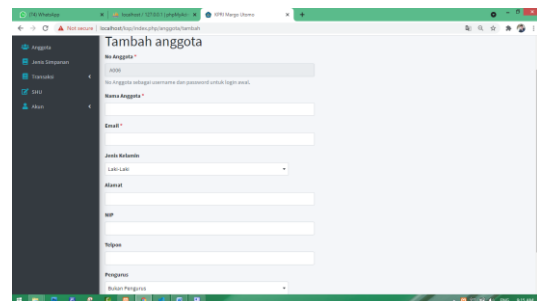 (74) WhatsApp
localhost | 127.0.0.1 | phpMyAdmin
KPRI Margo Utomo
Not secure | localhost/kop/index.php/anggota/tambah
Anggota
Jenis Simpanan
Transaksi
SHU
Akun
Tambah anggota
No Anggota *
No Anggota sebagai username dan password untuk login awal.
Nama Anggota *
Email *
Jenis Kelamin
Laki-Laki
Alamat
NIP
Telpon
Pengurus
Bukan Pengurus